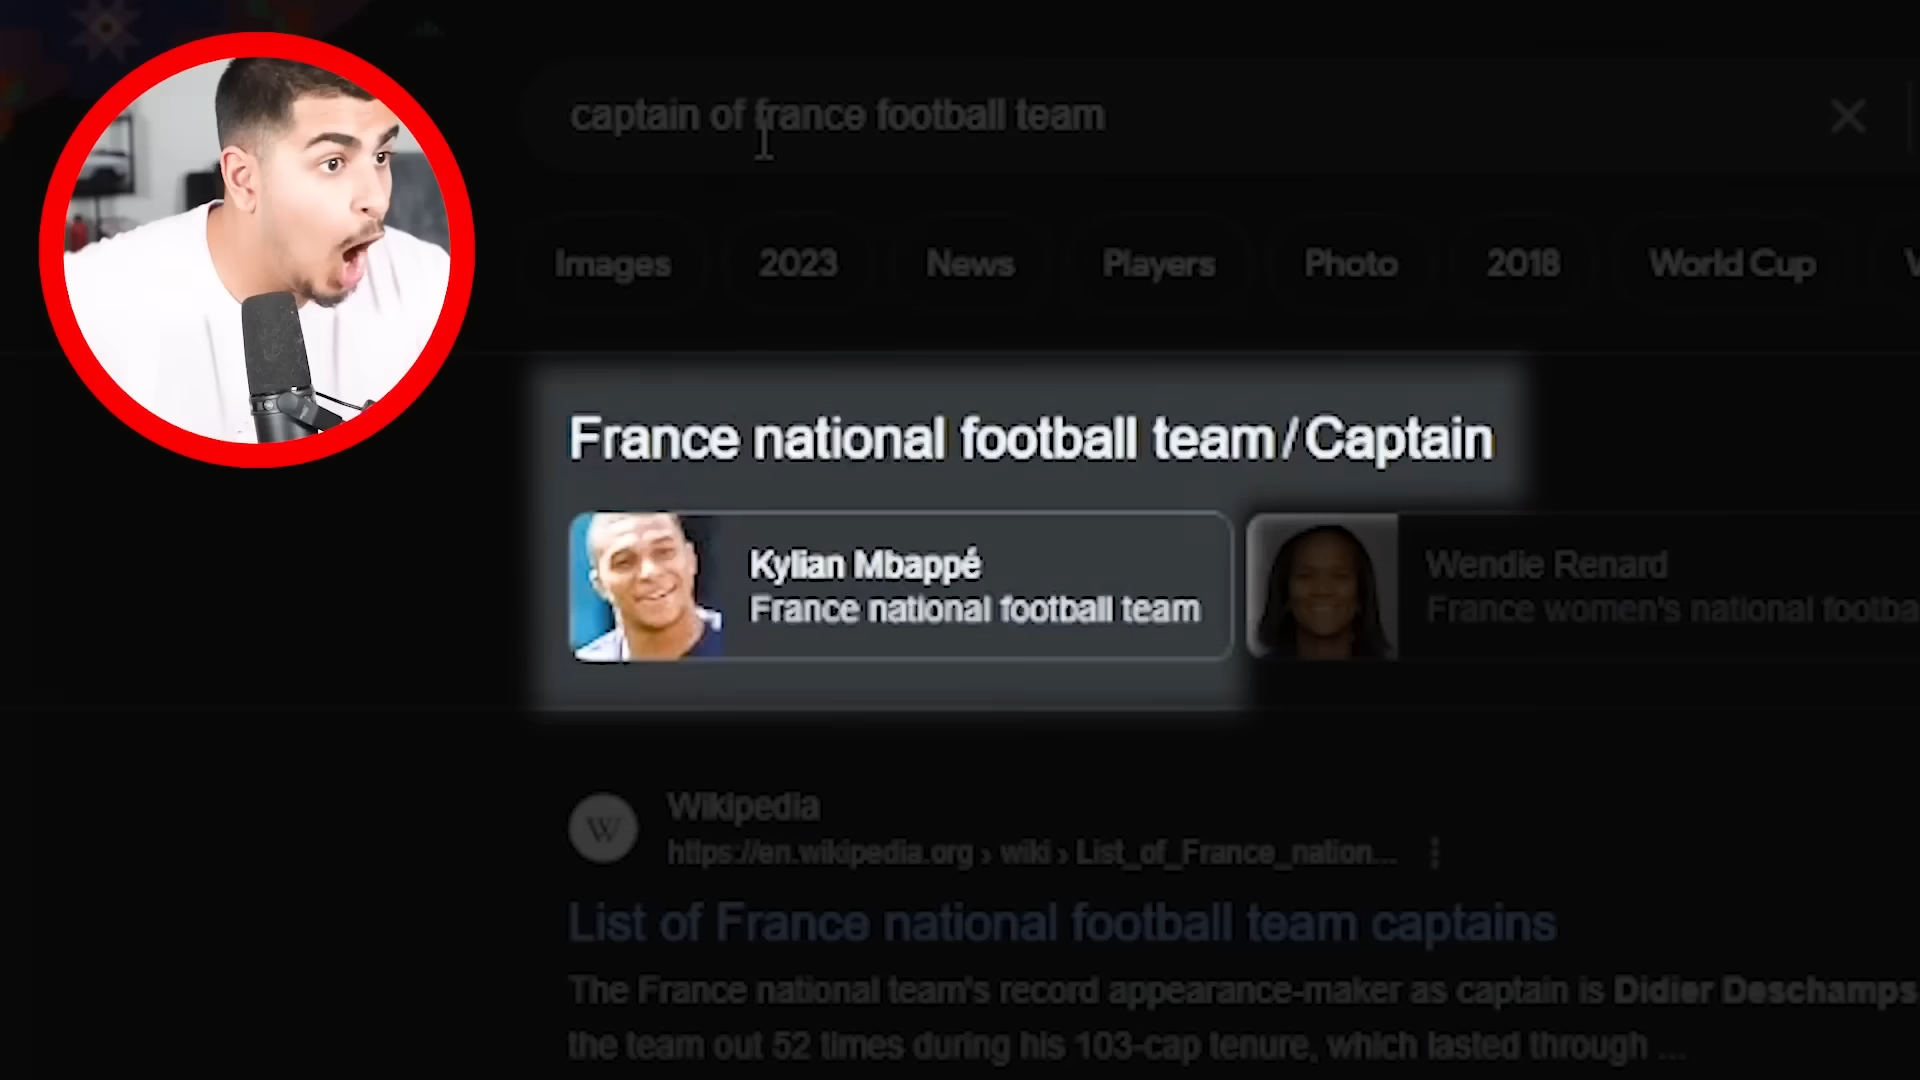 captain of france football team
Images 2023 News Players Photo 2018 World Cup
France national football team / Captain
Kylian Mbappé
France national football team
Wendie Renard
France women's national footba
W
Wikipedia
https://en.wikipedia.org › wiki › List_of_France_nation...
List of France national football team captains
The France national team's record appearance-maker as captain is Didier Deschamps
the team out 52 times during his 103-cap tenure, which lasted through ...